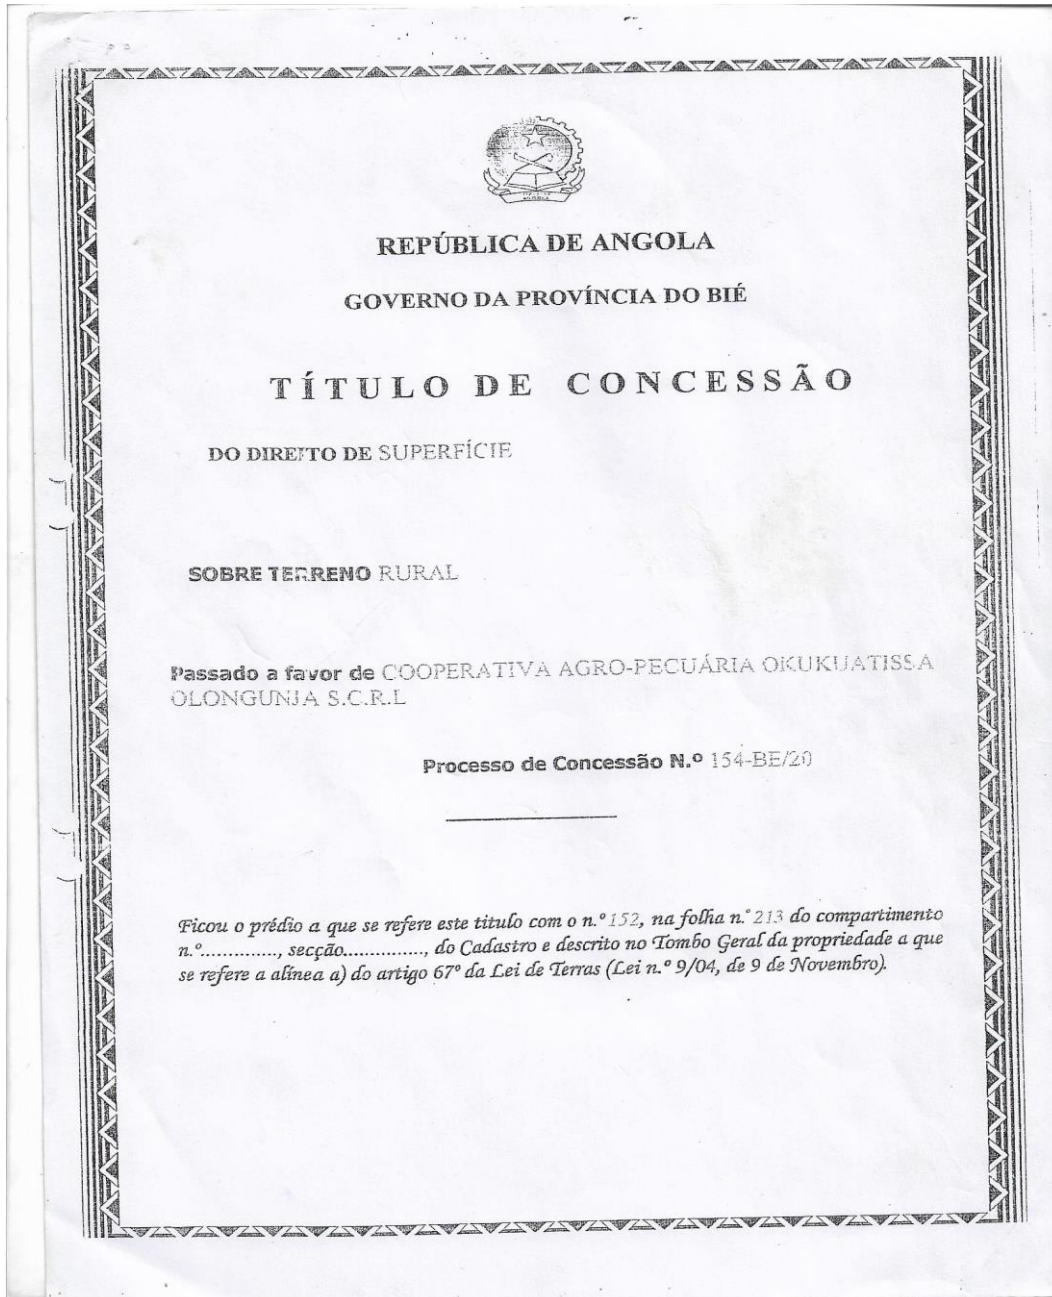 REPÚBLICA DE ANGOLA
GOVERNO DA PROVÍNCIA DO BIÉ
TÍTULO DE CONCESSÃO
DO DIREITO DE SUPERFÍCIE
SOBRE TERRENO RURAL
Passado a favor de COOPERATIVA AGRO-PECUÁRIA OKUKUATISSA
OLONGUNJA S.C.R.L
Processo de Concessão N.º 154-BE/20
Ficou o prédio a que se refere este titulo com o n.º 152, na folha n.º 213 do compartimento
n.º..............., secção..............., do Cadastro e descrito no Tombo Geral da propriedade a que
se refere a alínea a) do artigo 67º da Lei de Terras (Lei n.º 9/04, de 9 de Novembro).